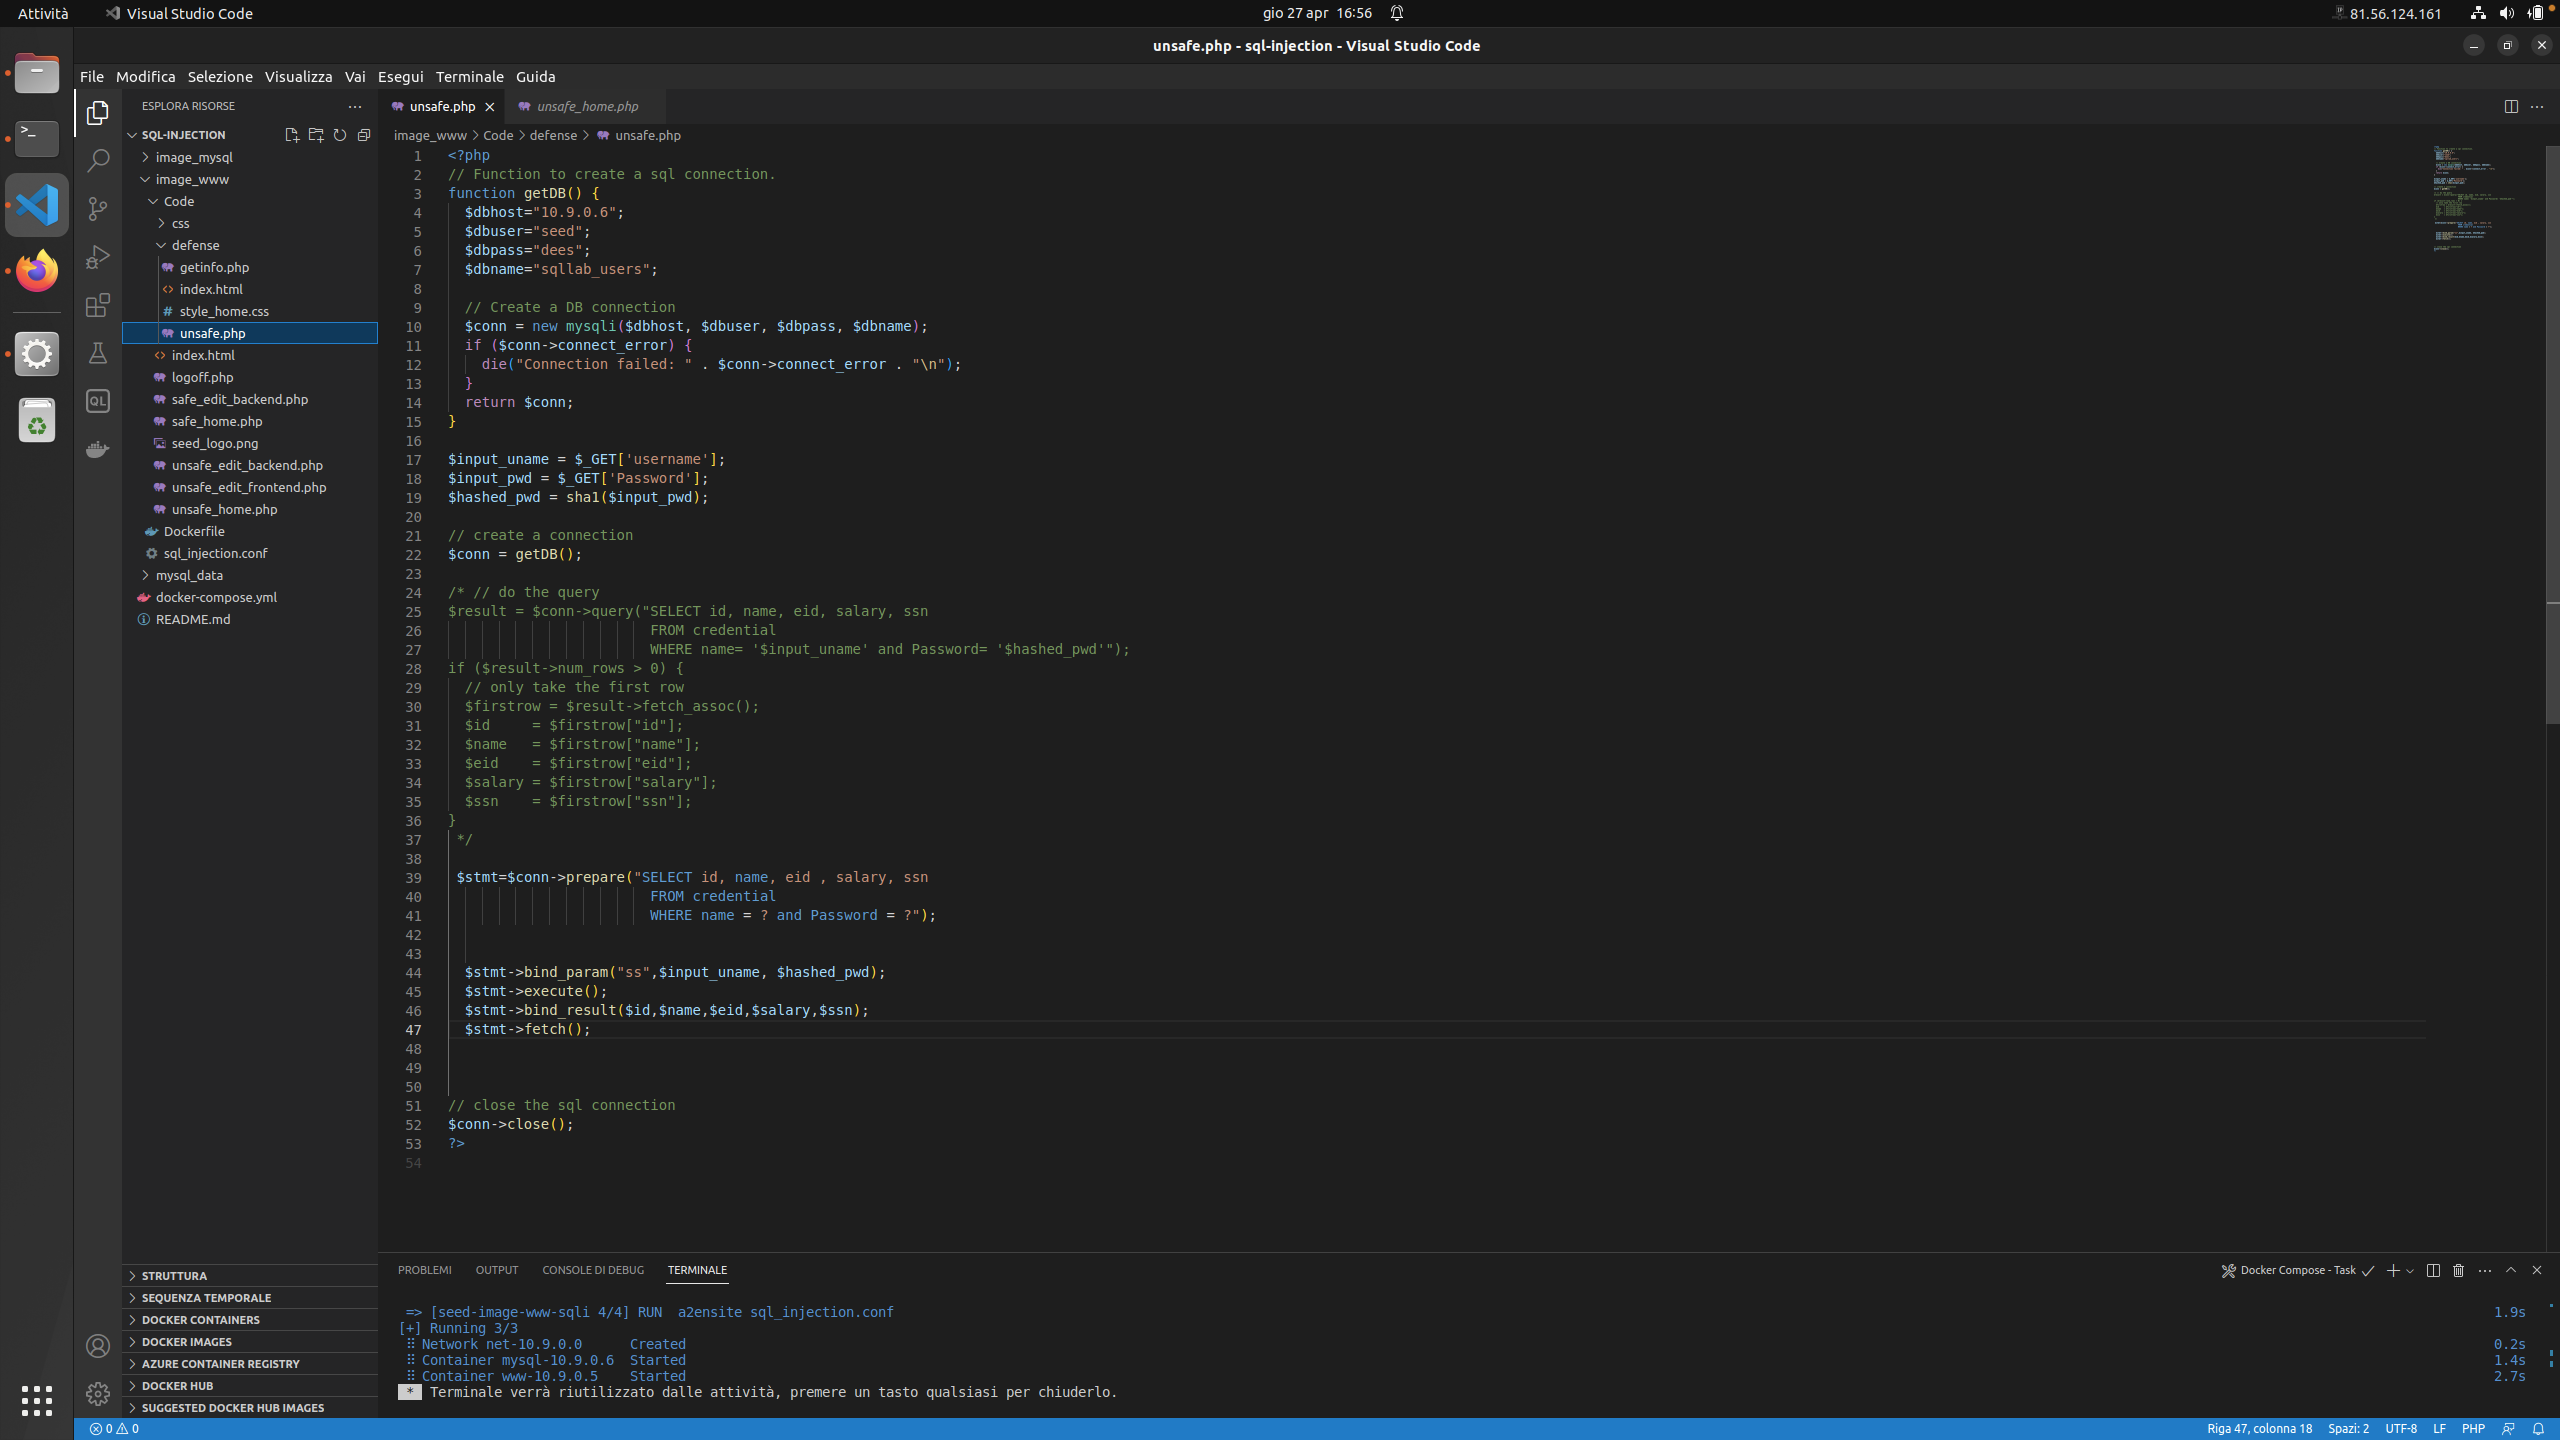 Attività
Visual Studio Code
gio 27 apr 16:56
81.56.124.161
unsafe.php - sql-injection - Visual Studio Code
File Modifica Selezione Visualizza Vai Esegui Terminale Guida
ESPLORA RISORSE
SQL-INJECTION
image_mysql
image_www
Code
css
defense
getinfo.php
index.html
style_home.css
unsafe.php
index.html
logoff.php
safe_edit_backend.php
safe_home.php
seed_logo.png
unsafe_edit_backend.php
unsafe_edit_frontend.php
unsafe_home.php
Dockerfile
sql_injection.conf
mysql_data
docker-compose.yml
README.md
STRUTTURA
SEQUENZA TEMPORALE
DOCKER CONTAINERS
DOCKER IMAGES
AZURE CONTAINER REGISTRY
DOCKER HUB
SUGGESTED DOCKER HUB IMAGES
unsafe.php
unsafe_home.php
image_www > Code > defense > unsafe.php
1 <?php
2 // Function to create a sql connection.
3 function getDB() {
4 $dbhost="10.9.0.6";
5 $dbuser="seed";
6 $dbpass="dees";
7 $dbname="sqllab_users";
8
9 // Create a DB connection
10 $conn = new mysqli($dbhost, $dbuser, $dbpass, $dbname);
11 if ($conn->connect_error) {
12 die("Connection failed: " . $conn->connect_error . "\n");
13 }
14 return $conn;
15 }
16
17 $input_uname = $_GET['username'];
18 $input_pwd = $_GET['Password'];
19 $hashed_pwd = sha1($input_pwd);
20
21 // create a connection
22 $conn = getDB();
23
24 /* // do the query
25 $result = $conn->query("SELECT id, name, eid, salary, ssn
26 FROM credential
27 WHERE name= '$input_uname' and Password= '$hashed_pwd'");
28 if ($result->num_rows > 0) {
29 // only take the first row
30 $firstrow = $result->fetch_assoc();
31 $id = $firstrow["id"];
32 $name = $firstrow["name"];
33 $eid = $firstrow["eid"];
34 $salary = $firstrow["salary"];
35 $ssn = $firstrow["ssn"];
36 }
37 */
38
39 $stmt=$conn->prepare("SELECT id, name, eid , salary, ssn
40 FROM credential
41 WHERE name = ? and Password = ?");
42
43
44 $stmt->bind_param("ss",$input_uname, $hashed_pwd);
45 $stmt->execute();
46 $stmt->bind_result($id,$name,$eid,$salary,$ssn);
47 $stmt->fetch();
48
49
50
51 // close the sql connection
52 $conn->close();
53 ?>
54
PROBLEMI OUTPUT CONSOLE DI DEBUG TERMINALE
Docker Compose - Task
=> [seed-image-www-sqli 4/4] RUN a2ensite sql_injection.conf 1.9s
[+] Running 3/3
Network net-10.9.0.0 Created 0.2s
Container mysql-10.9.0.6 Started 1.4s
Container www-10.9.0.5 Started 2.7s
* Terminale verrà riutilizzato dalle attività, premere un tasto qualsiasi per chiuderlo.
0 0
Riga 47, colonna 18 Spazi: 2 UTF-8 LF PHP